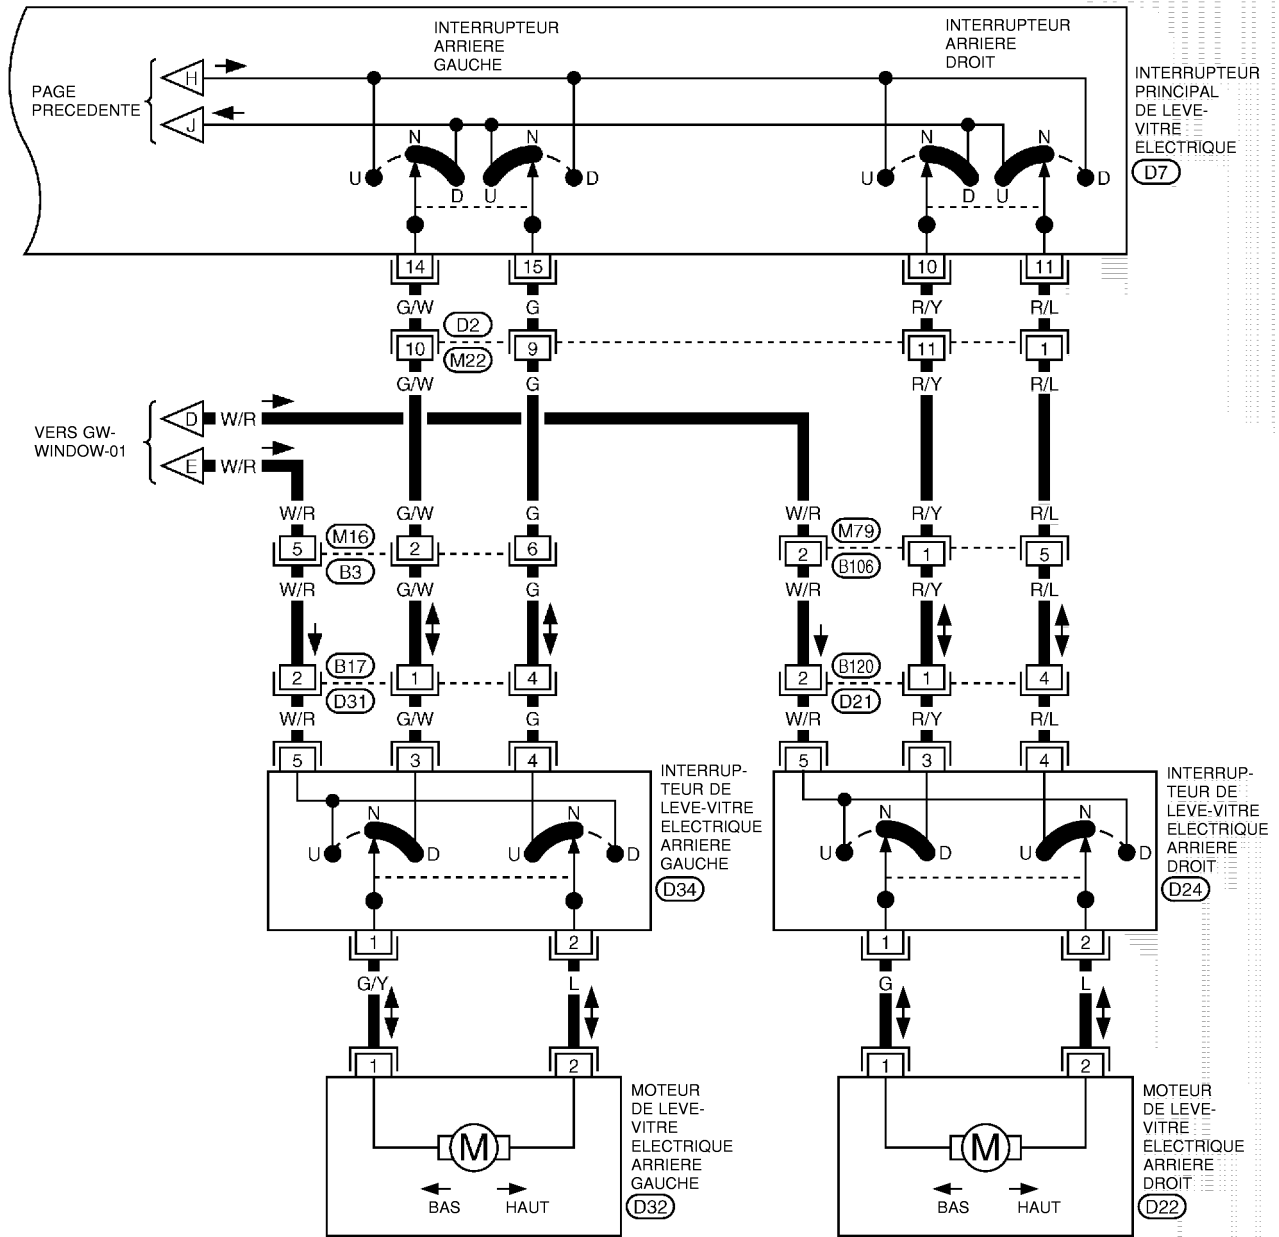 INTERRUPTEUR
ARRIERE
GAUCHE
INTERRUPTEUR
ARRIERE
DROIT
PAGE
PRECEDENTE
H
J
INTERRUPTEUR
PRINCIPAL
DE LEVE-
VITRE
ELECTRIQUE
D7
N N N N
U D U D U D U D
14 15 10 11
G/W G R/Y R/L
D2
10 9 11 1
M22
G/W G R/Y R/L
VERS GW-
WINDOW-01
D W/R
E W/R
W/R G/W G W/R R/Y R/L
M16 M79
5 2 6 2 1 5
B3 B106
W/R G/W G W/R R/Y R/L
B17 B120
2 1 4 2 1 4
D31 D21
W/R G/W G W/R R/Y R/L
5 3 4 5 3 4
INTERRUP-
TEUR DE
LEVE-VITRE
ELECTRIQUE
ARRIERE
GAUCHE
D34
INTERRUP-
TEUR DE
LEVE-VITRE
ELECTRIQUE
ARRIERE
DROIT
D24
N N N N
U D U D U D U D
1 2 1 2
G/Y L G L
1 2 1 2
MOTEUR
DE LEVE-
VITRE
ELECTRIQUE
ARRIERE
GAUCHE
D32
M
BAS HAUT
MOTEUR
DE LEVE-
VITRE
ELECTRIQUE
ARRIERE
DROIT
D22
M
BAS HAUT